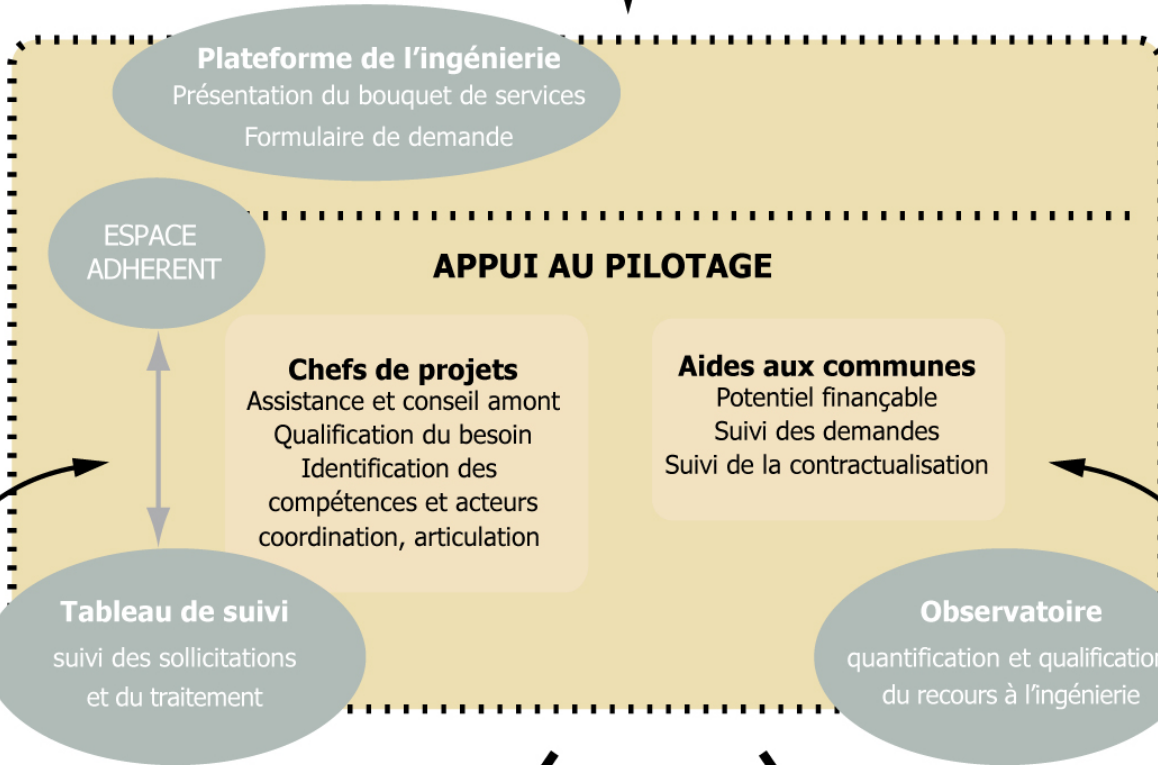 Plateforme de l'ingénierie
Présentation du bouquet de services
Formulaire de demande
ESPACE
ADHERENT
APPUI AU PILOTAGE
Chefs de projets
Assistance et conseil amont
Qualification du besoin
Identification des
compétences et acteurs
coordination, articulation
Aides aux communes
Potentiel finançable
Suivi des demandes
Suivi de la contractualisation
Tableau de suivi
suivi des sollicitations
et du traitement
Observatoire
quantification et qualification
du recours à l'ingénierie